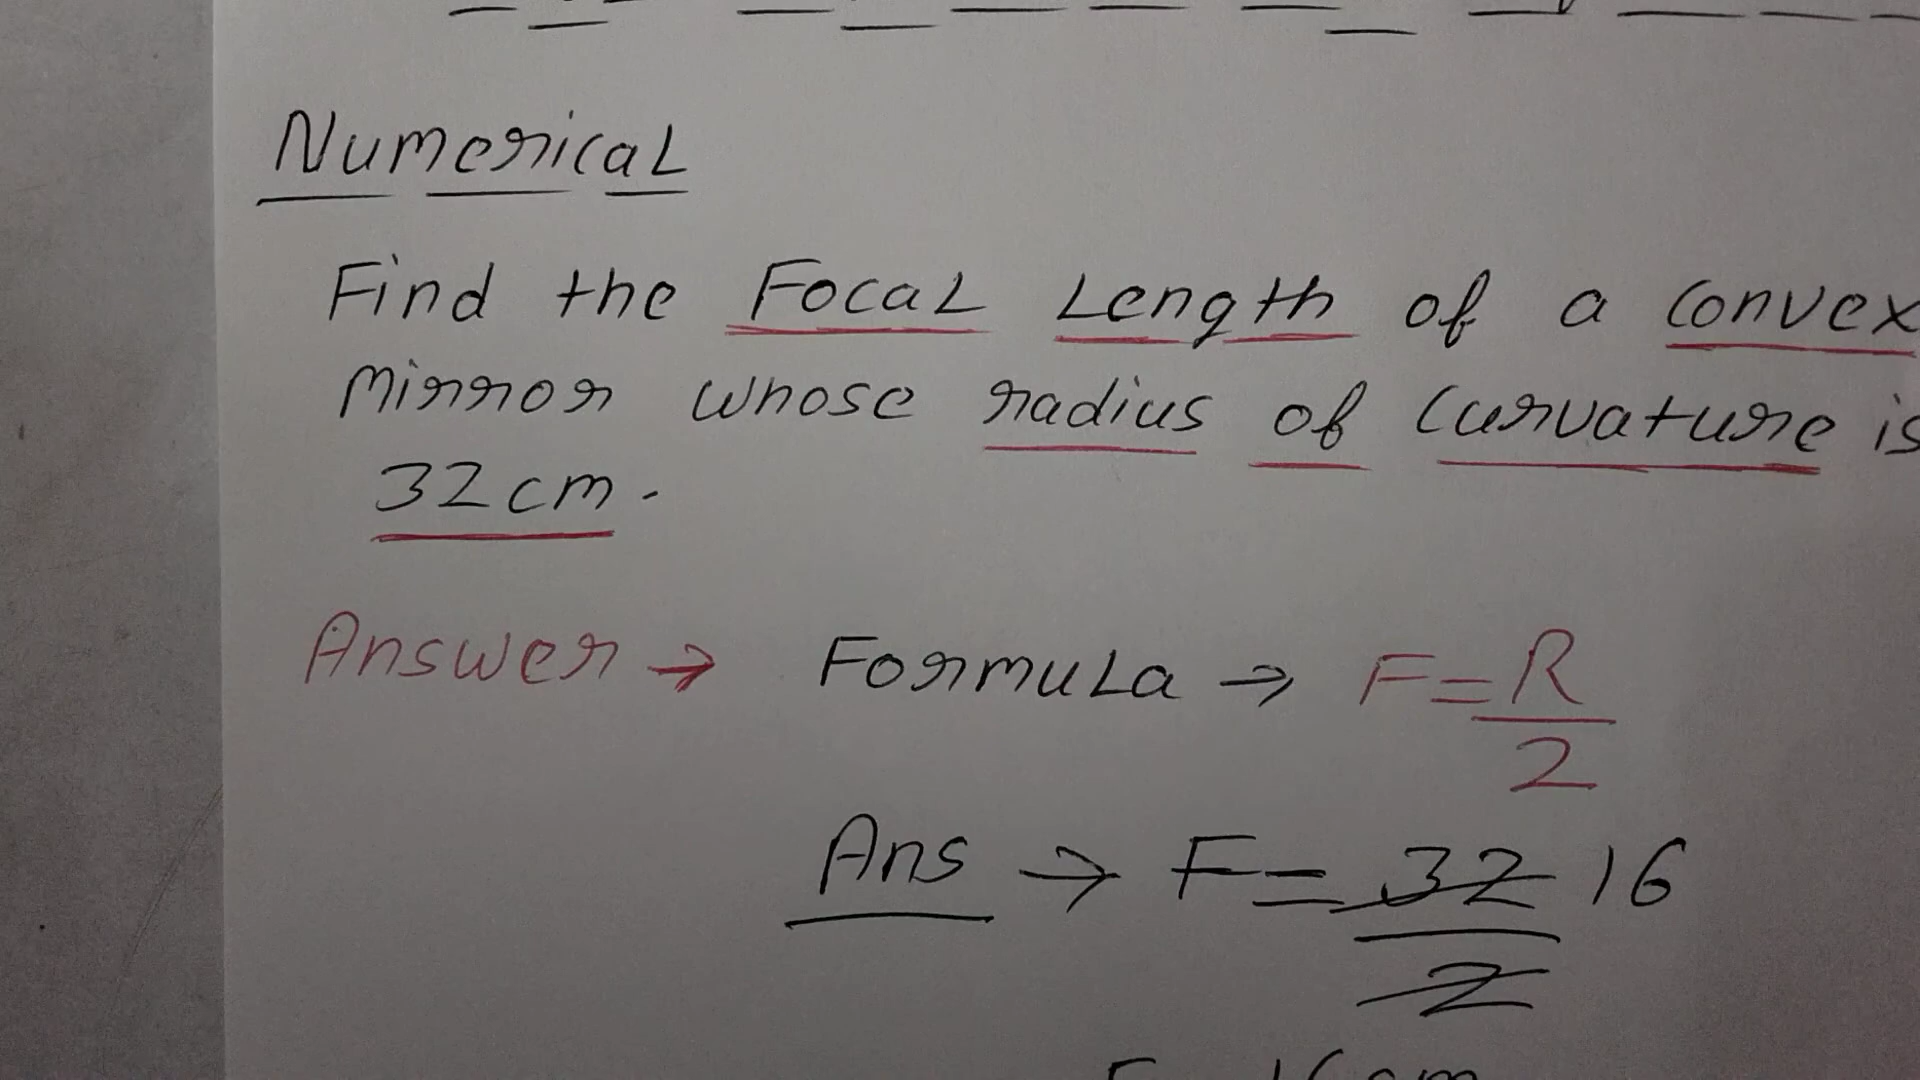 Numerical
Find the Focal Length of a convex
mirror whose radius of curvature is
32cm.
Answer → Formula → F = R/2
Ans → F = 32/2 16
F 16cm